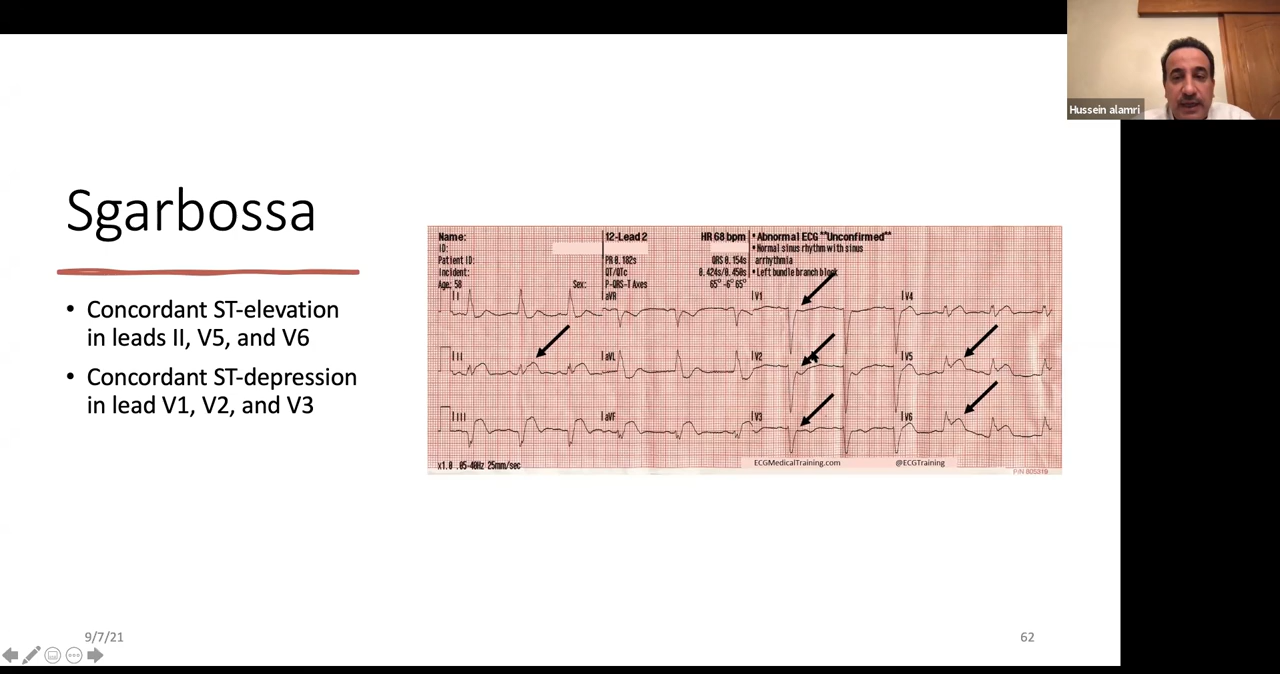 Hussein alamri
Sgarbossa
• Concordant ST-elevation
in leads II, V5, and V6
• Concordant ST-depression
in lead V1, V2, and V3
Name:
ID:
Patient ID:
Incident:
Age: 58
Sex:
12-Lead 2
HR 68 bpm
PR 0.182s
QRS 0.154s
QT/QTc
0.424s/0.450s
P-QRS-T Axes
65° -6° 65°
• Abnormal ECG **Unconfirmed**
• Normal sinus rhythm with sinus
arrhythmia
• Left bundle branch block
I
aVR
V1
V4
II
aVL
V2
V5
III
aVF
V3
V6
x1.0 .05-40Hz 25mm/sec
ECGMedicalTraining.com
@ECGTraining
P/N 805319
9/7/21
62